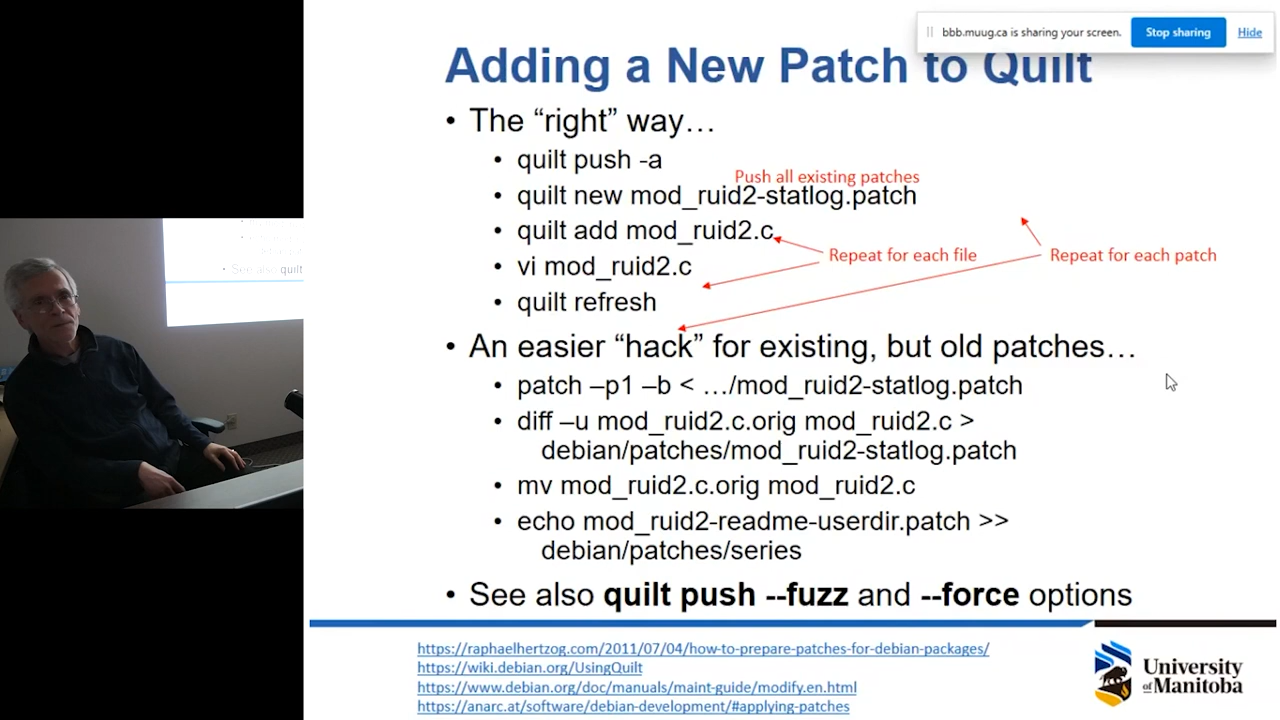 bbb.muug.ca is sharing your screen. Stop sharing Hide
Adding a New Patch to Quilt
• The “right” way…
• quilt push -a
Push all existing patches
• quilt new mod_ruid2-statlog.patch
• quilt add mod_ruid2.c
Repeat for each file
Repeat for each patch
• vi mod_ruid2.c
• quilt refresh
• An easier “hack” for existing, but old patches…
• patch –p1 –b < …/mod_ruid2-statlog.patch
• diff –u mod_ruid2.c.orig mod_ruid2.c >
debian/patches/mod_ruid2-statlog.patch
• mv mod_ruid2.c.orig mod_ruid2.c
• echo mod_ruid2-readme-userdir.patch >>
debian/patches/series
• See also quilt push --fuzz and --force options
https://raphaelhertzog.com/2011/07/04/how-to-prepare-patches-for-debian-packages/
https://wiki.debian.org/UsingQuilt
https://www.debian.org/doc/manuals/maint-guide/modify.en.html
https://anarc.at/software/debian-development/#applying-patches
University
of Manitoba